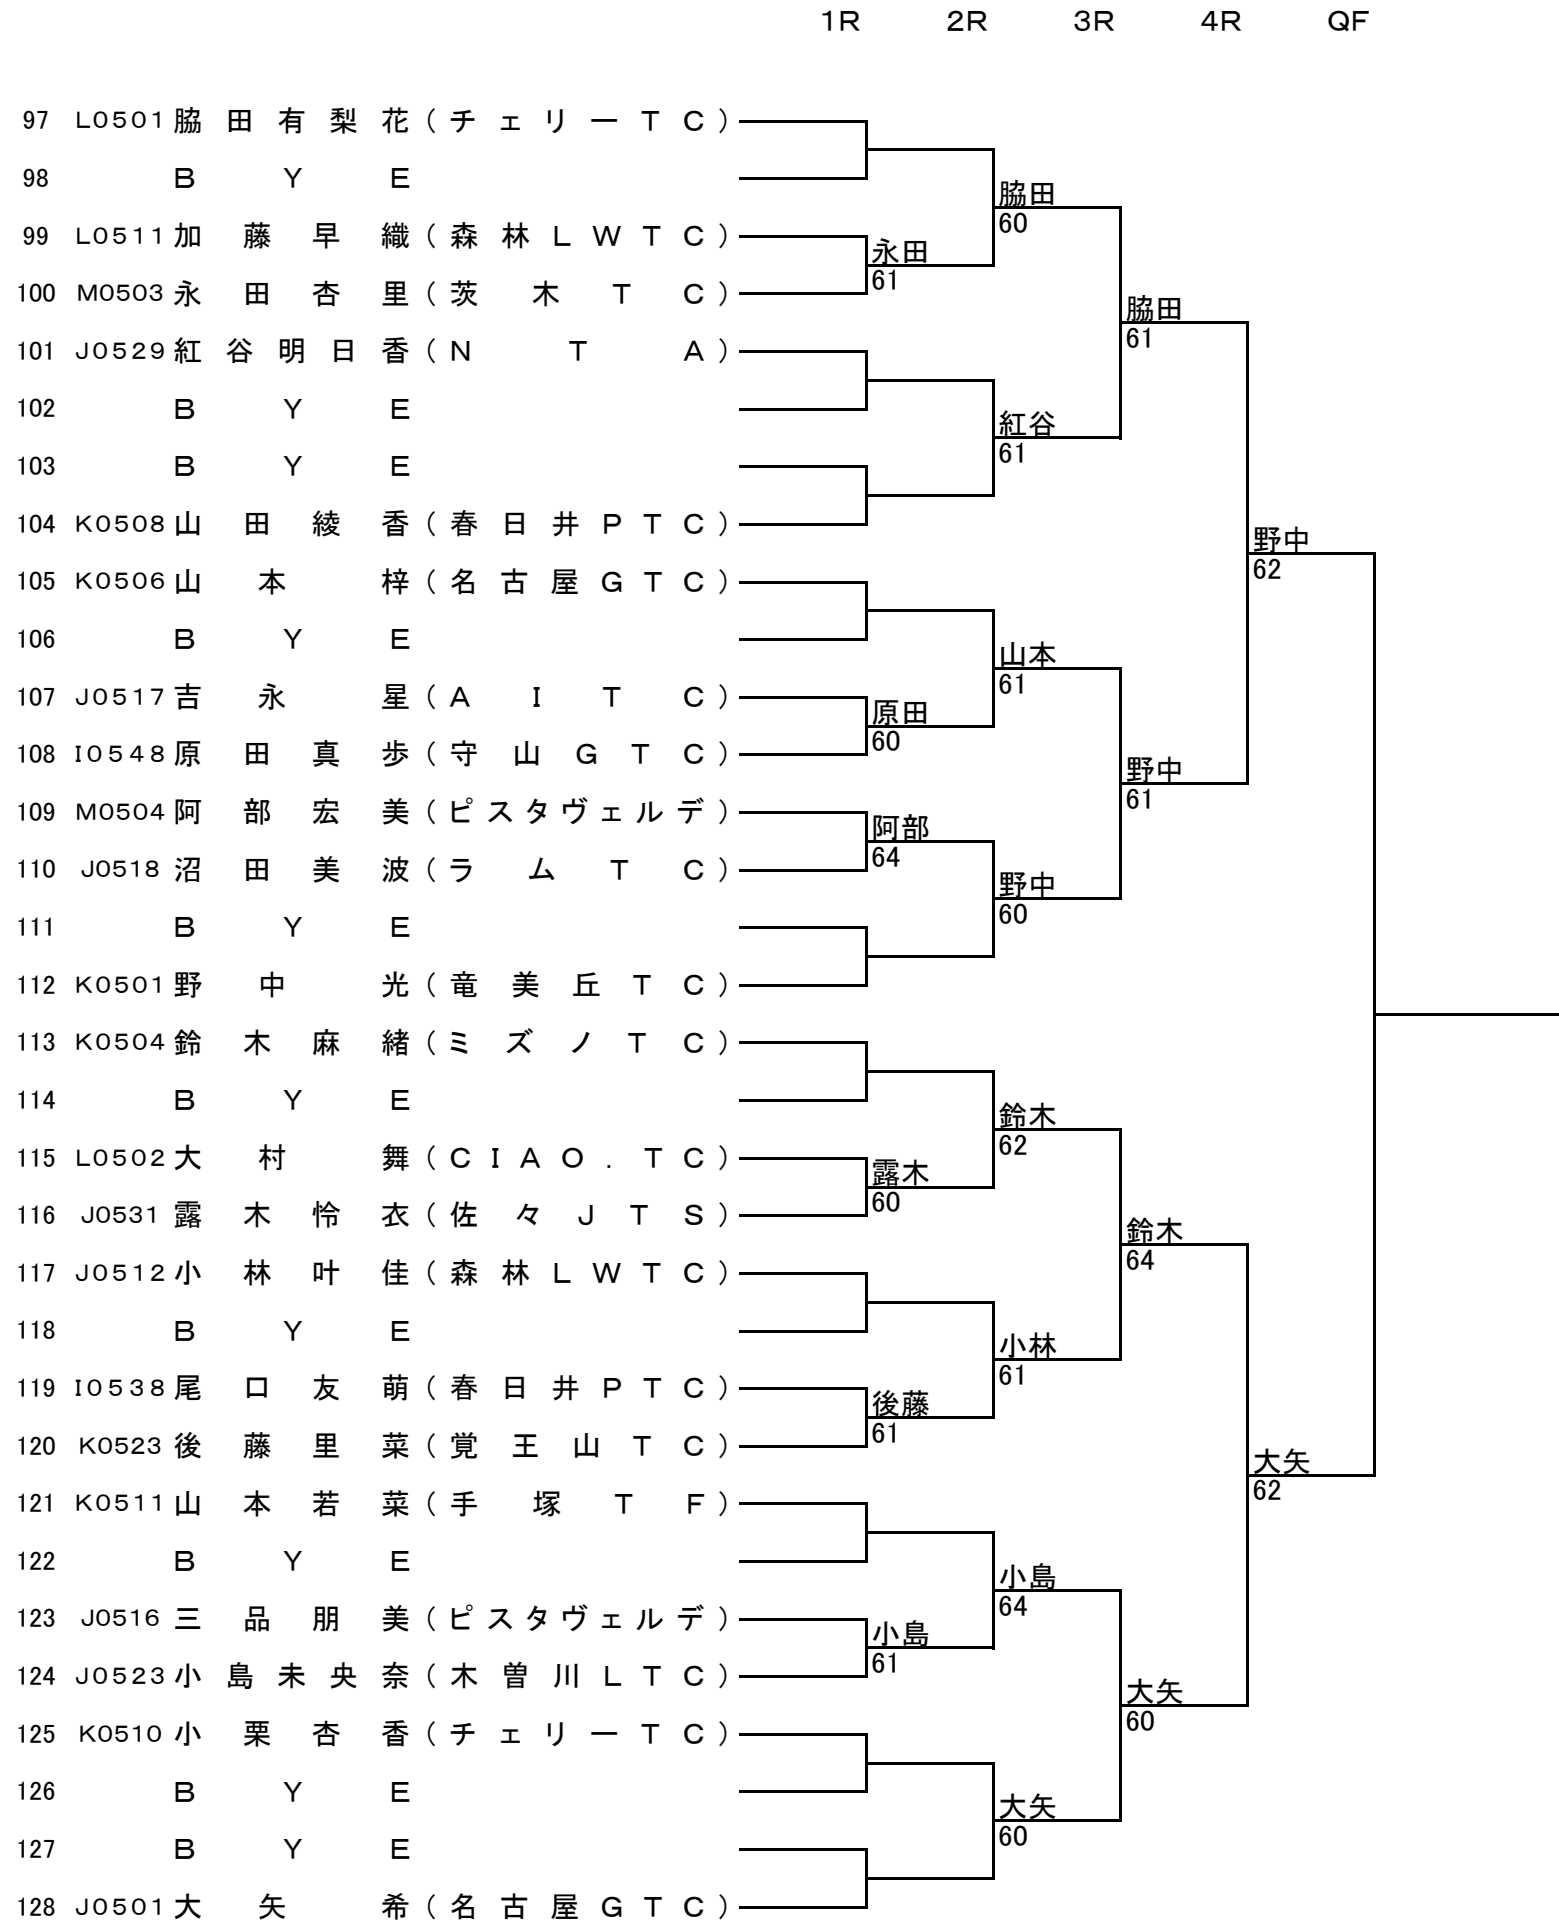 1R 2R 3R 4R QF
97 L0501 脇田有梨花(チェリーTC)
98 BYE
脇田
99 L0511 加藤早織(森林LWTC)
60
永田
61
100 M0503 永田杏里(茨木TC)
脇田
61
101 J0529 紅谷明日香(NTA)
102 BYE
紅谷
61
103 BYE
104 K0508 山田綾香(春日井PTC)
野中
62
105 K0506 山本梓(名古屋GTC)
106 BYE
山本
61
107 J0517 吉永星(AITC)
原田
60
108 I0548 原田真歩(守山GTC)
野中
61
109 M0504 阿部宏美(ピスタヴェルデ)
阿部
64
110 J0518 沼田美波(ラムTC)
野中
60
111 BYE
112 K0501 野中光(竜美丘TC)
113 K0504 鈴木麻緒(ミズノTC)
114 BYE
鈴木
62
115 L0502 大村舞(CIAO.TC)
露木
60
116 J0531 露木怜衣(佐々JTS)
鈴木
64
117 J0512 小林叶佳(森林LWTC)
118 BYE
小林
61
119 I0538 尾口友萌(春日井PTC)
後藤
61
120 K0523 後藤里菜(覚王山TC)
大矢
62
121 K0511 山本若菜(手塚TF)
122 BYE
小島
64
123 J0516 三品朋美(ピスタヴェルデ)
小島
61
124 J0523 小島未央奈(木曽川LTC)
大矢
60
125 K0510 小栗杏香(チェリーTC)
126 BYE
大矢
60
127 BYE
128 J0501 大矢希(名古屋GTC)